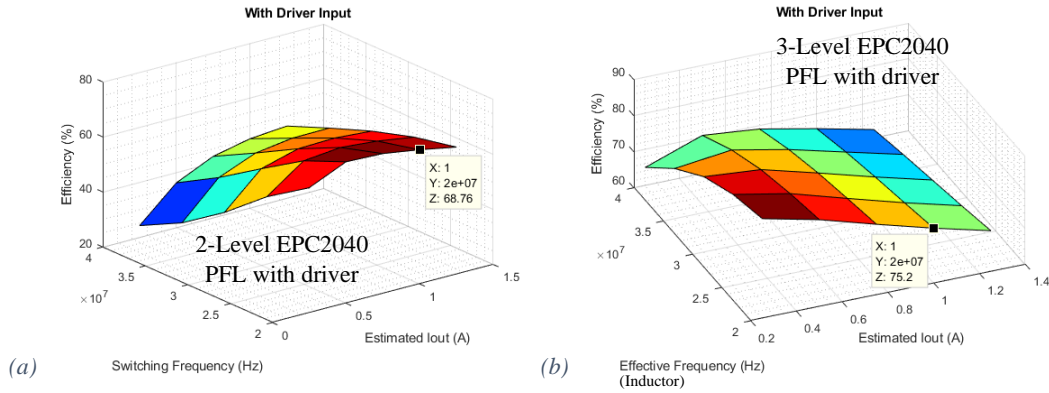 With Driver Input
80
60
40
20
Efficiency (%)
4
3.5
×10^7
3
2.5
2
0
0.5
1
1.5
X: 1
Y: 2e+07
Z: 68.76
2-Level EPC2040
PFL with driver
Estimated Iout (A)
(a)
Switching Frequency (Hz)
With Driver Input
3-Level EPC2040
PFL with driver
90
80
70
60
Efficiency (%)
4
3.5
×10^7
3
2.5
2
0.2
0.4
0.6
0.8
1
1.2
1.4
X: 1
Y: 2e+07
Z: 75.2
Estimated Iout (A)
(b)
Effective Frequency (Hz)
(Inductor)